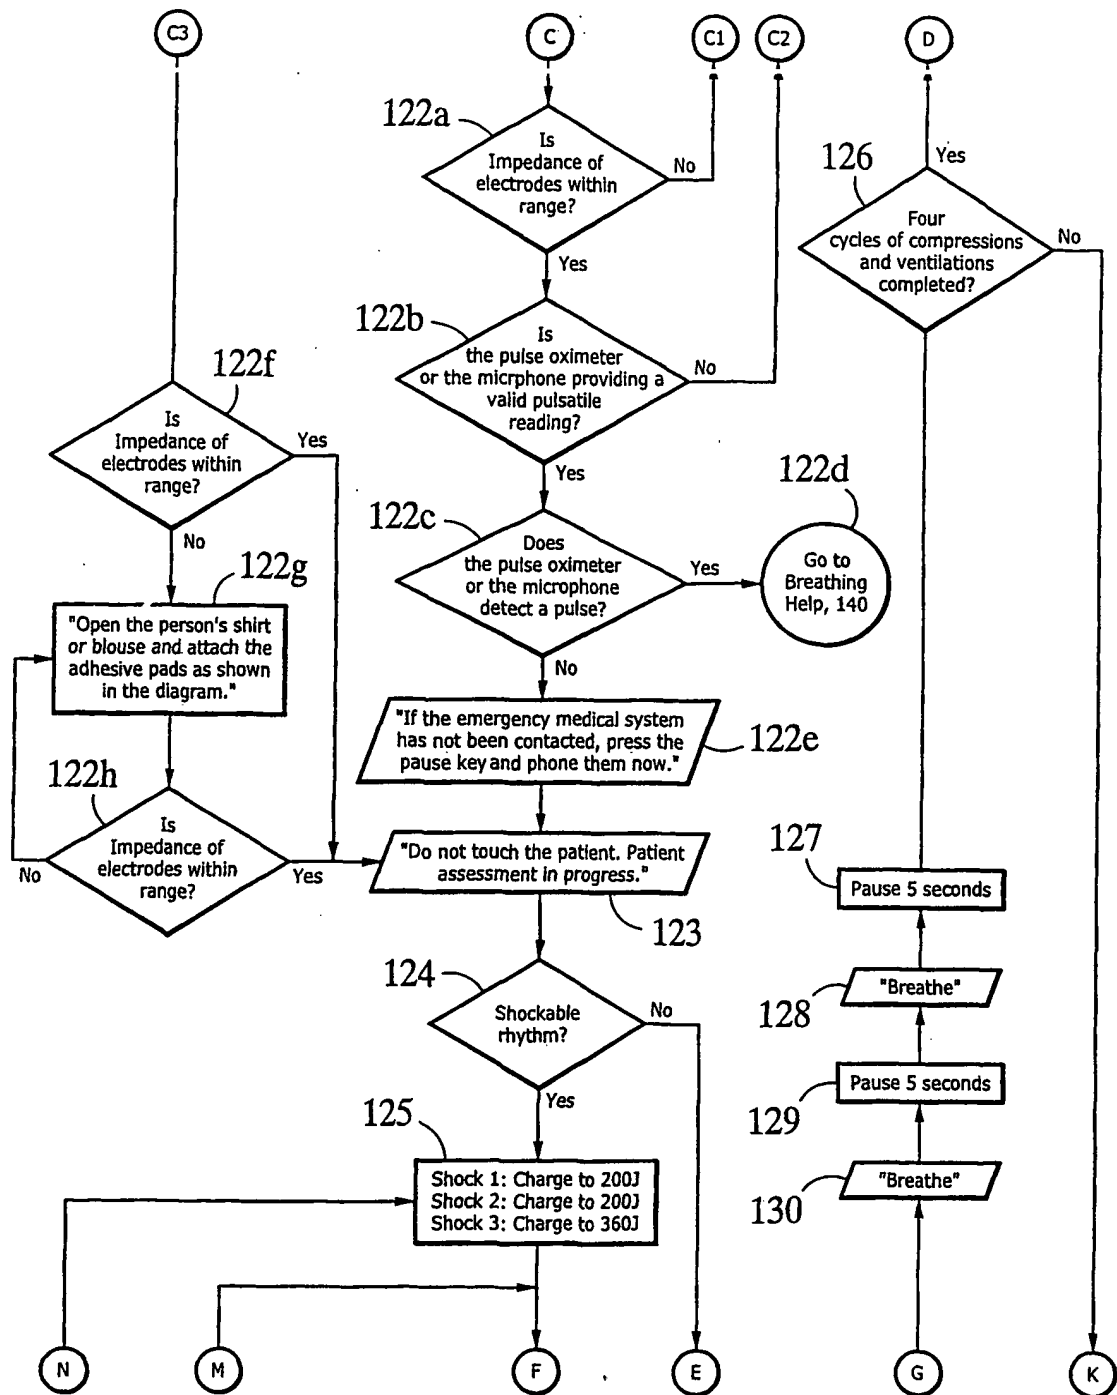 C3
C
C1
C2
D
122a
Is
Impedance of
electrodes within
range?
No
Yes
126
Yes
Four
cycles of compressions
and ventilations
completed?
No
122b
Is
the pulse oximeter
or the micrphone providing a
valid pulsatile
reading?
No
Yes
122f
Is
Impedance of
electrodes within
range?
Yes
No
122c
Does
the pulse oximeter
or the microphone
detect a pulse?
Yes
No
122d
Go to
Breathing
Help, 140
122g
"Open the person's shirt
or blouse and attach the
adhesive pads as shown
in the diagram."
"If the emergency medical system
has not been contacted, press the
pause key and phone them now."
122e
122h
Is
Impedance of
electrodes within
range?
No
Yes
"Do not touch the patient. Patient
assessment in progress."
123
127
Pause 5 seconds
124
Shockable
rhythm?
No
Yes
128
"Breathe"
129
Pause 5 seconds
125
Shock 1: Charge to 200J
Shock 2: Charge to 200J
Shock 3: Charge to 360J
130
"Breathe"
N
M
F
E
G
K